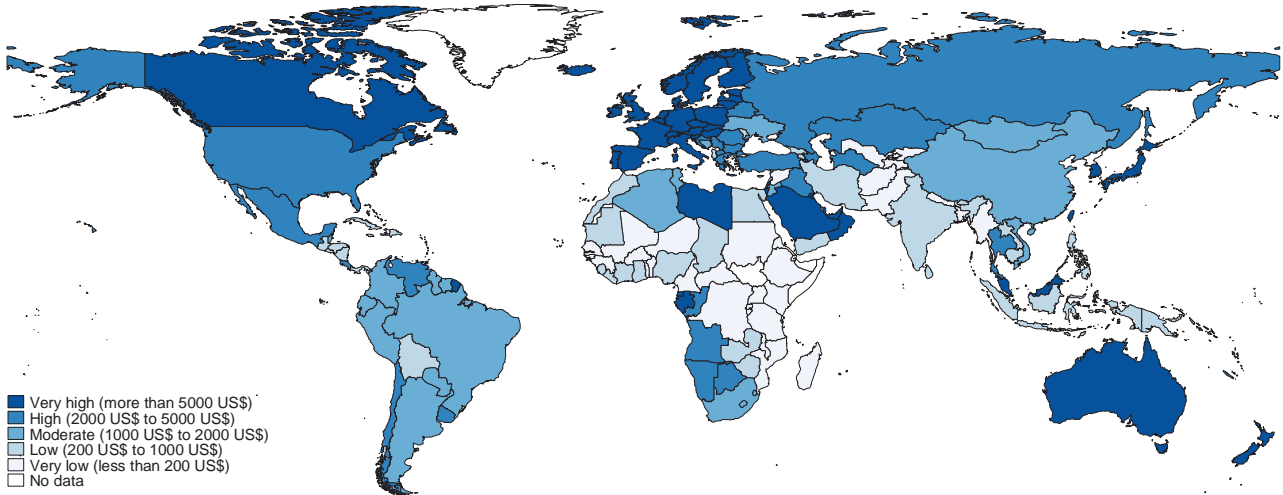 Very high (more than 5000 US$)
High (2000 US$ to 5000 US$)
Moderate (1000 US$ to 2000 US$)
Low (200 US$ to 1000 US$)
Very low (less than 200 US$)
No data